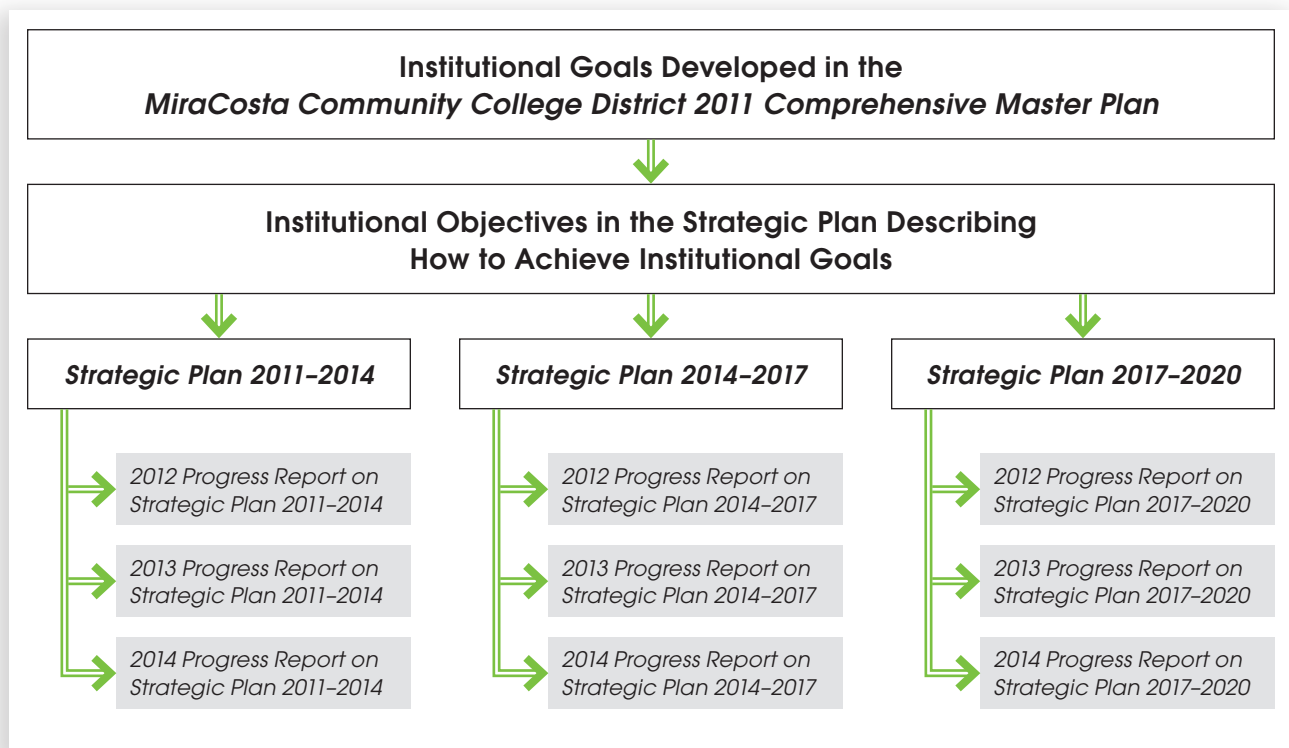 Institutional Goals Developed in the
MiraCosta Community College District 2011 Comprehensive Master Plan
Institutional Objectives in the Strategic Plan Describing
How to Achieve Institutional Goals
Strategic Plan 2011–2014
2012 Progress Report on
Strategic Plan 2011–2014
2013 Progress Report on
Strategic Plan 2011–2014
2014 Progress Report on
Strategic Plan 2011–2014
Strategic Plan 2014–2017
2012 Progress Report on
Strategic Plan 2014–2017
2013 Progress Report on
Strategic Plan 2014–2017
2014 Progress Report on
Strategic Plan 2014–2017
Strategic Plan 2017–2020
2012 Progress Report on
Strategic Plan 2017–2020
2013 Progress Report on
Strategic Plan 2017–2020
2014 Progress Report on
Strategic Plan 2017–2020